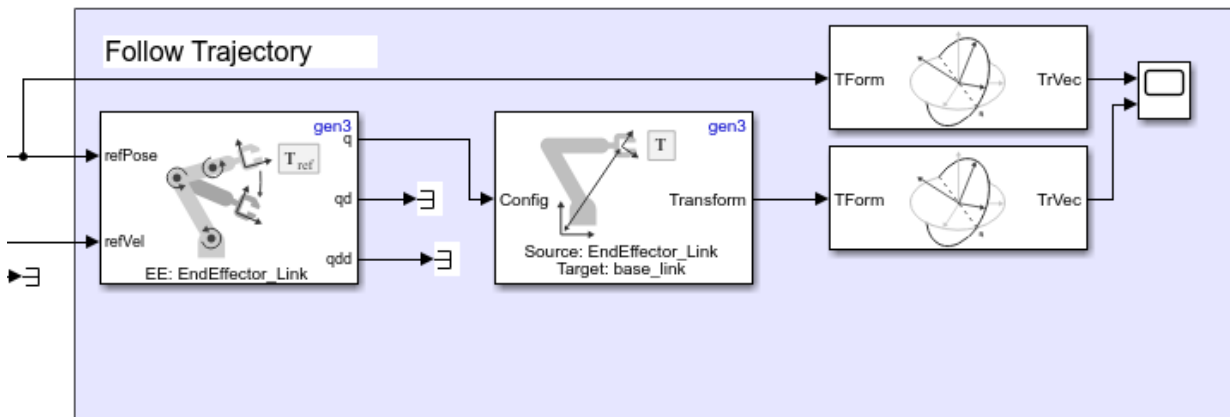 Follow Trajectory
TForm
TrVec
gen3
refPose
T ref
q
qd
refVel
qdd
EE: EndEffector_Link
gen3
T
Config
Transform
Source: EndEffector_Link
Target: base_link
TForm
TrVec